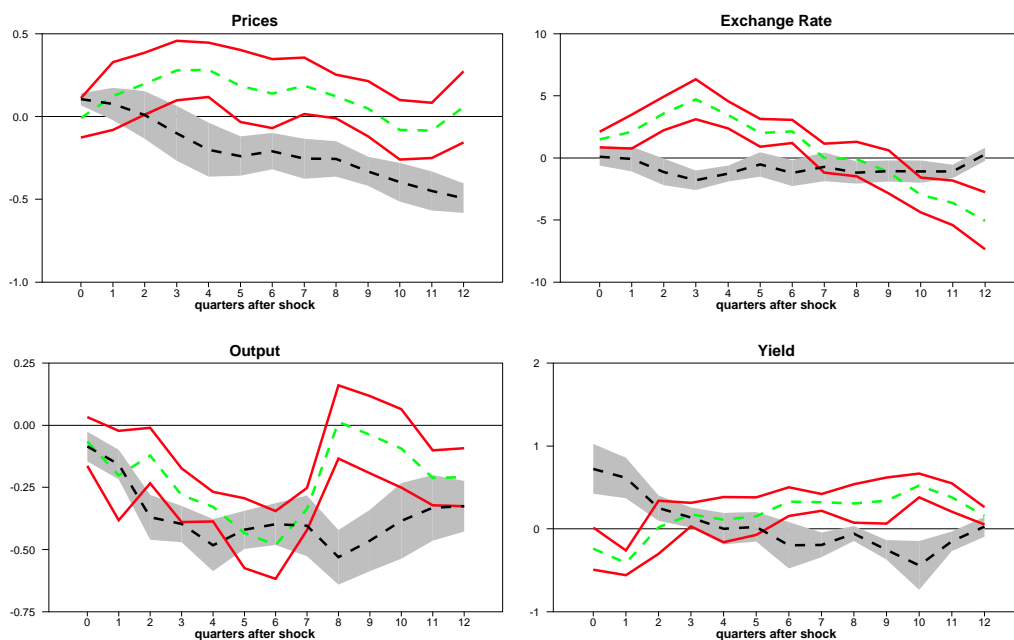 Prices
0.5
0.0
-0.5
-1.0
0 1 2 3 4 5 6 7 8 9 10 11 12
quarters after shock
Exchange Rate
10
5
0
-5
-10
0 1 2 3 4 5 6 7 8 9 10 11 12
quarters after shock
Output
0.25
0.00
-0.25
-0.50
-0.75
0 1 2 3 4 5 6 7 8 9 10 11 12
quarters after shock
Yield
2
1
0
-1
0 1 2 3 4 5 6 7 8 9 10 11 12
quarters after shock